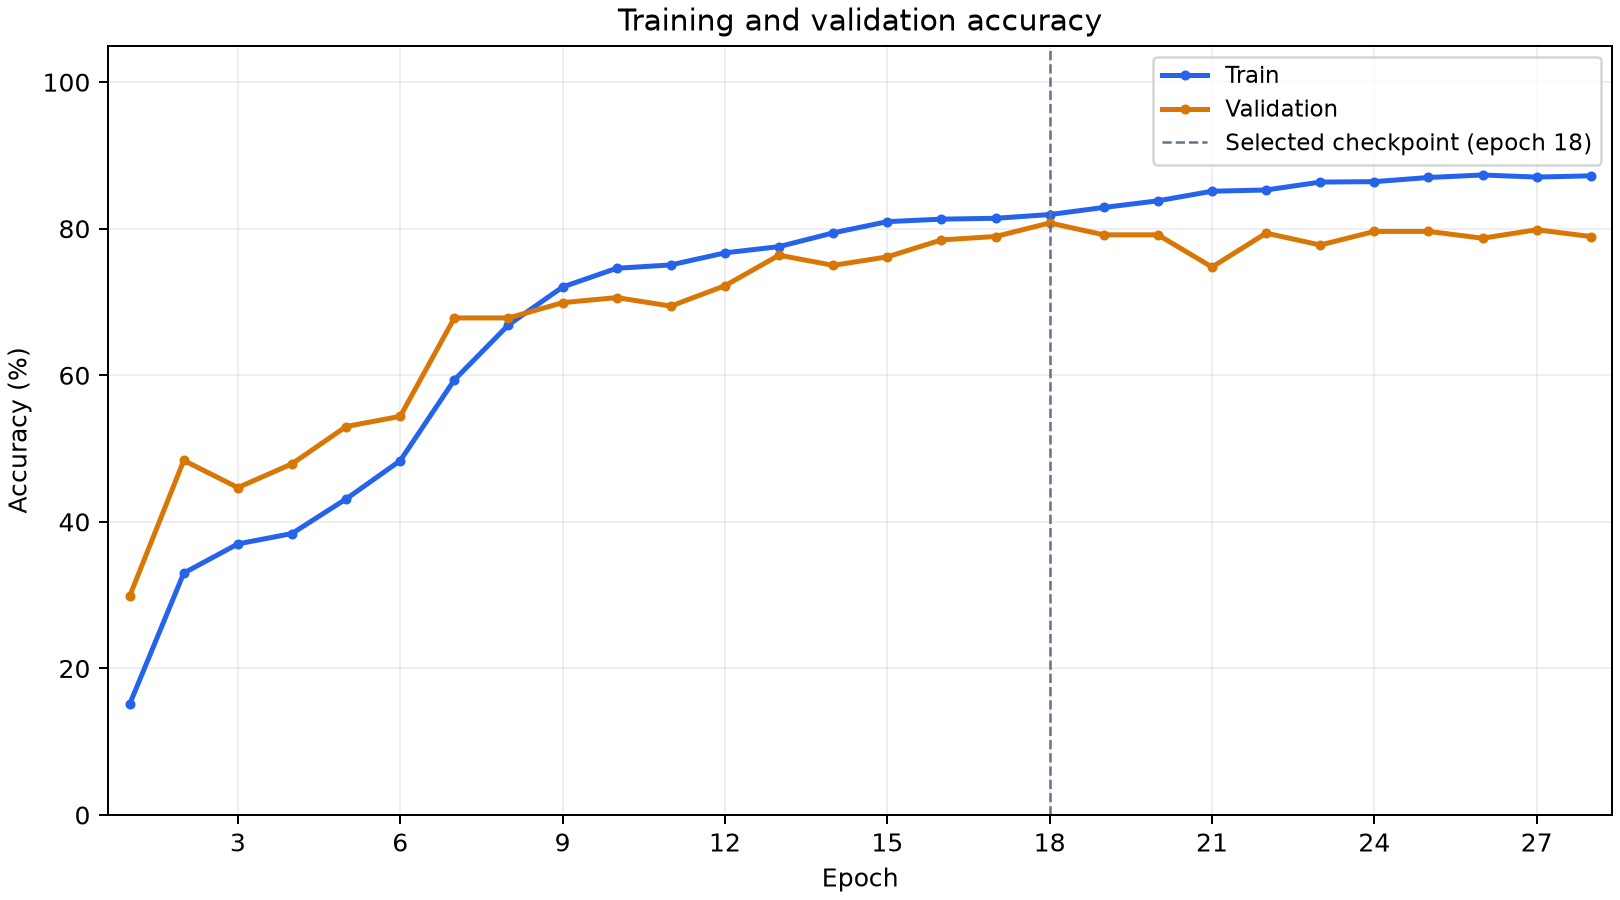 Training and validation accuracy
Train
Validation
Selected checkpoint (epoch 18)
100
80
60
40
20
0
Accuracy (%)
3 6 9 12 15 18 21 24 27
Epoch